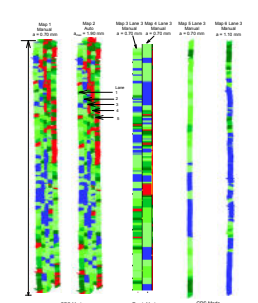 Map 1
Manual
a = 0.70 mm
Map 2
Auto
= 1.80 mm
Map 3 Lane 3
Manual
a = 0.70 mm
Map 4 Lane 3
Manual
a = 0.70 mm
Map 5 Lane 3
Manual
a = 0.70 mm
Map 6 Lane 3
Manual
a = 1.10 mm
Lane
1
2
3
4
5